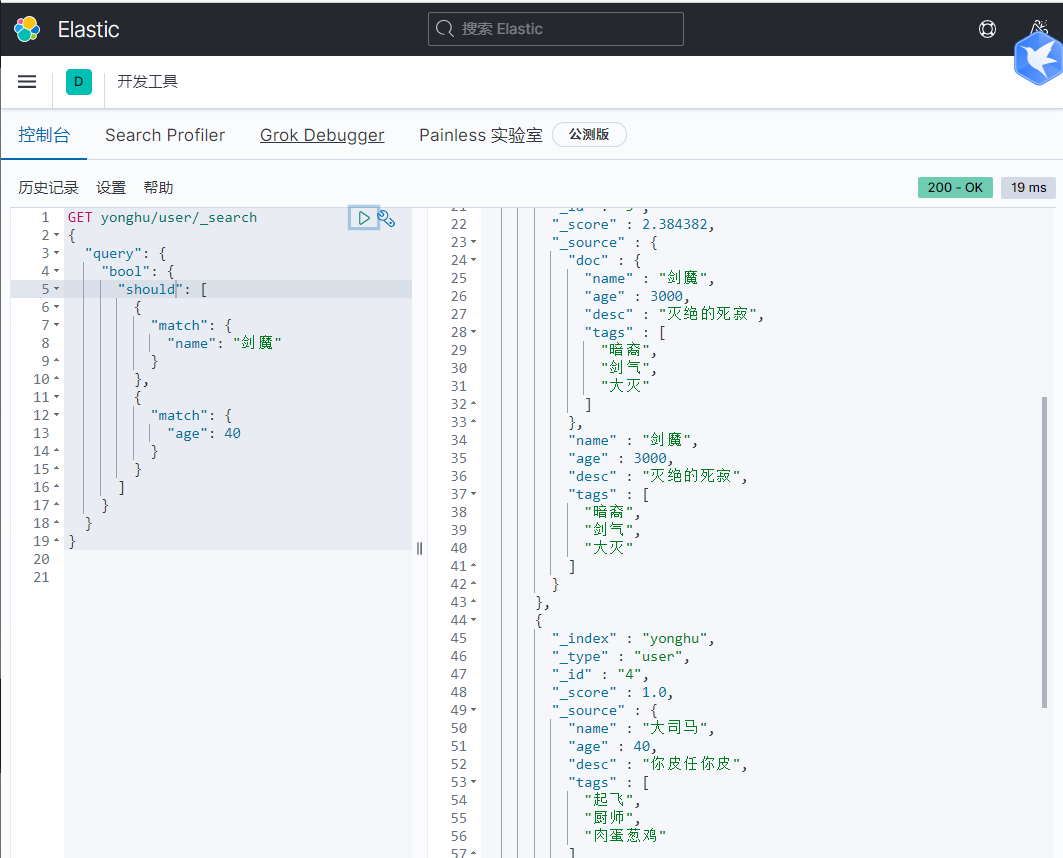 Elastic
搜索 Elastic
D
开发工具
控制台
Search Profiler
Grok Debugger
Painless 实验室
公测版
历史记录
设置
帮助
200 - OK
19 ms
1 GET yonghu/user/_search
2 {
3 "query": {
4 "bool": {
5 "should": [
6 {
7 "match": {
8 "name": "剑魔"
9 }
10 },
11 {
12 "match": {
13 "age": 40
14 }
15 }
16 ]
17 }
18 }
19 }
20
21
22 "_score" : 2.384382,
23 "_source" : {
24 "doc" : {
25 "name" : "剑魔",
26 "age" : 3000,
27 "desc" : "灭绝的死寂",
28 "tags" : [
29 "暗裔",
30 "剑气",
31 "大灭"
32 ]
33 },
34 "name" : "剑魔",
35 "age" : 3000,
36 "desc" : "灭绝的死寂",
37 "tags" : [
38 "暗裔",
39 "剑气",
40 "大灭"
41 ]
42 }
43 },
44 {
45 "_index" : "yonghu",
46 "_type" : "user",
47 "_id" : "4",
48 "_score" : 1.0,
49 "_source" : {
50 "name" : "大司马",
51 "age" : 40,
52 "desc" : "你皮任你皮",
53 "tags" : [
54 "起飞",
55 "厨师",
56 "肉蛋葱鸡"
57 ]